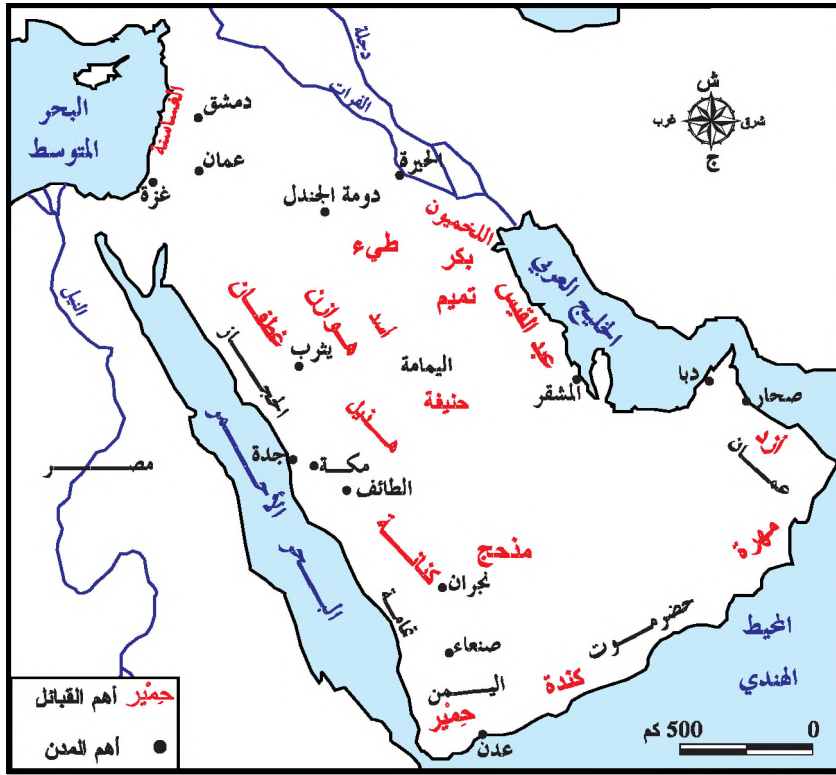 دجلة
الفرات
البحر
المتوسط
الغساسنة
دمشق
عمان
غزة
ش
شرق
غرب
ج
الحيرة
دومة الجندل
النيل
اللخميون
طيء
بكر
تميم
عبد القيس
الخليج العربي
غطفان
هوازن
أسد
يثرب
الحجاز
اليمامة
حنيفة
المشقر
دبا
صحار
هذيل
أزد
عمان
مصر
جدة
مكة
الطائف
البحر الأحمر
مهرة
كنانة
مذحج
نجران
تهامة
حضرموت
المحيط
الهندي
صنعاء
اليمن
كندة
حِمْيَر
عدن
حِمْيَر أهم القبائل
أهم المدن
0
500 كم